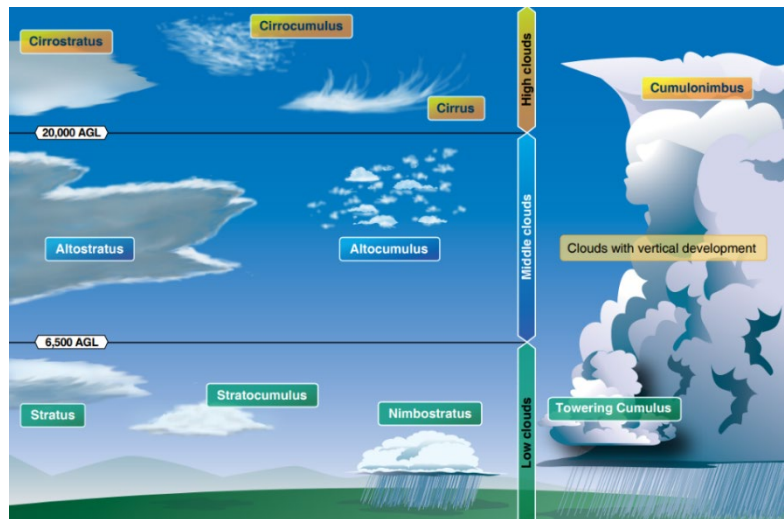 Cirrostratus
Cirrocumulus
Cirrus
High clouds
Cumulonimbus
20,000 AGL
Altostratus
Altocumulus
Middle clouds
Clouds with vertical development
6,500 AGL
Stratus
Stratocumulus
Nimbostratus
Low clouds
Towering Cumulus